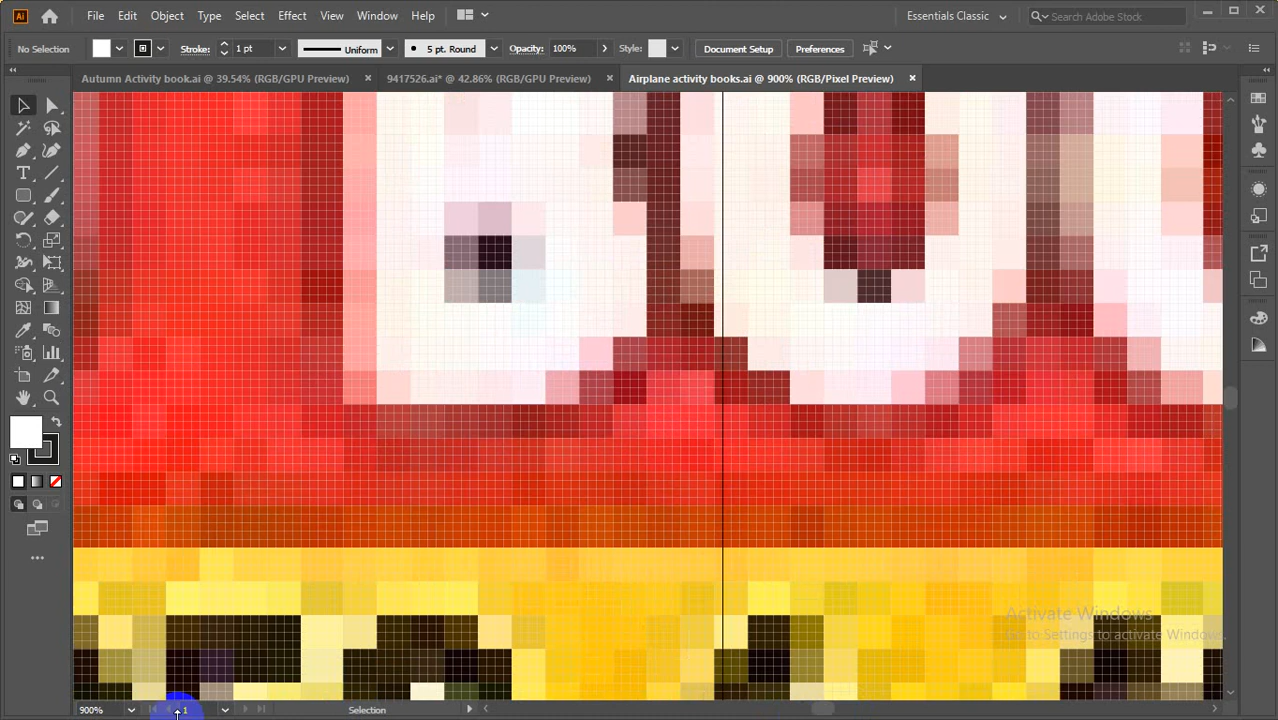 Ai File Edit Object Type Select Effect View Window Help Essentials Classic Search Adobe Stock
No Selection Stroke: 1 pt Uniform 5 pt. Round Opacity: 100% Style: Document Setup Preferences
Autumn Activity book.ai @ 39.54% (RGB/GPU Preview) 9417526.ai* @ 42.86% (RGB/GPU Preview) Airplane activity books.ai @ 900% (RGB/Pixel Preview)
Activate Windows
Go to Settings to activate Windows.
900% 1 Selection